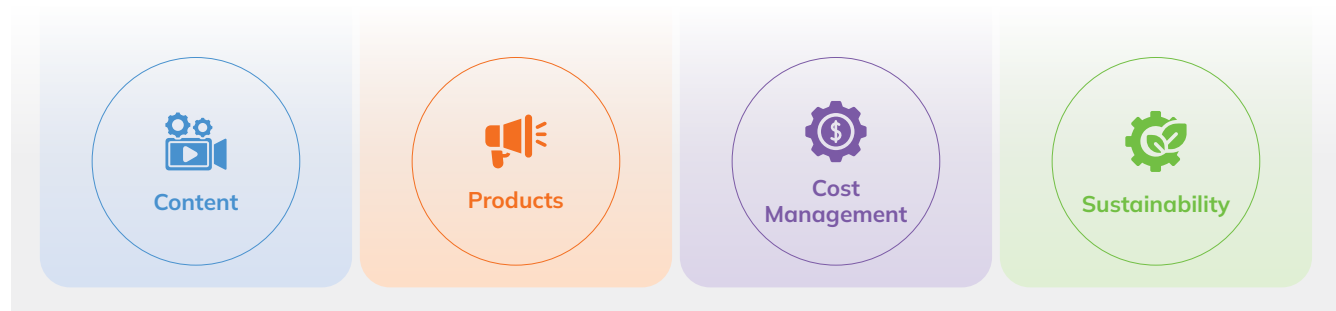 Content
Products
Cost
Management
Sustainability